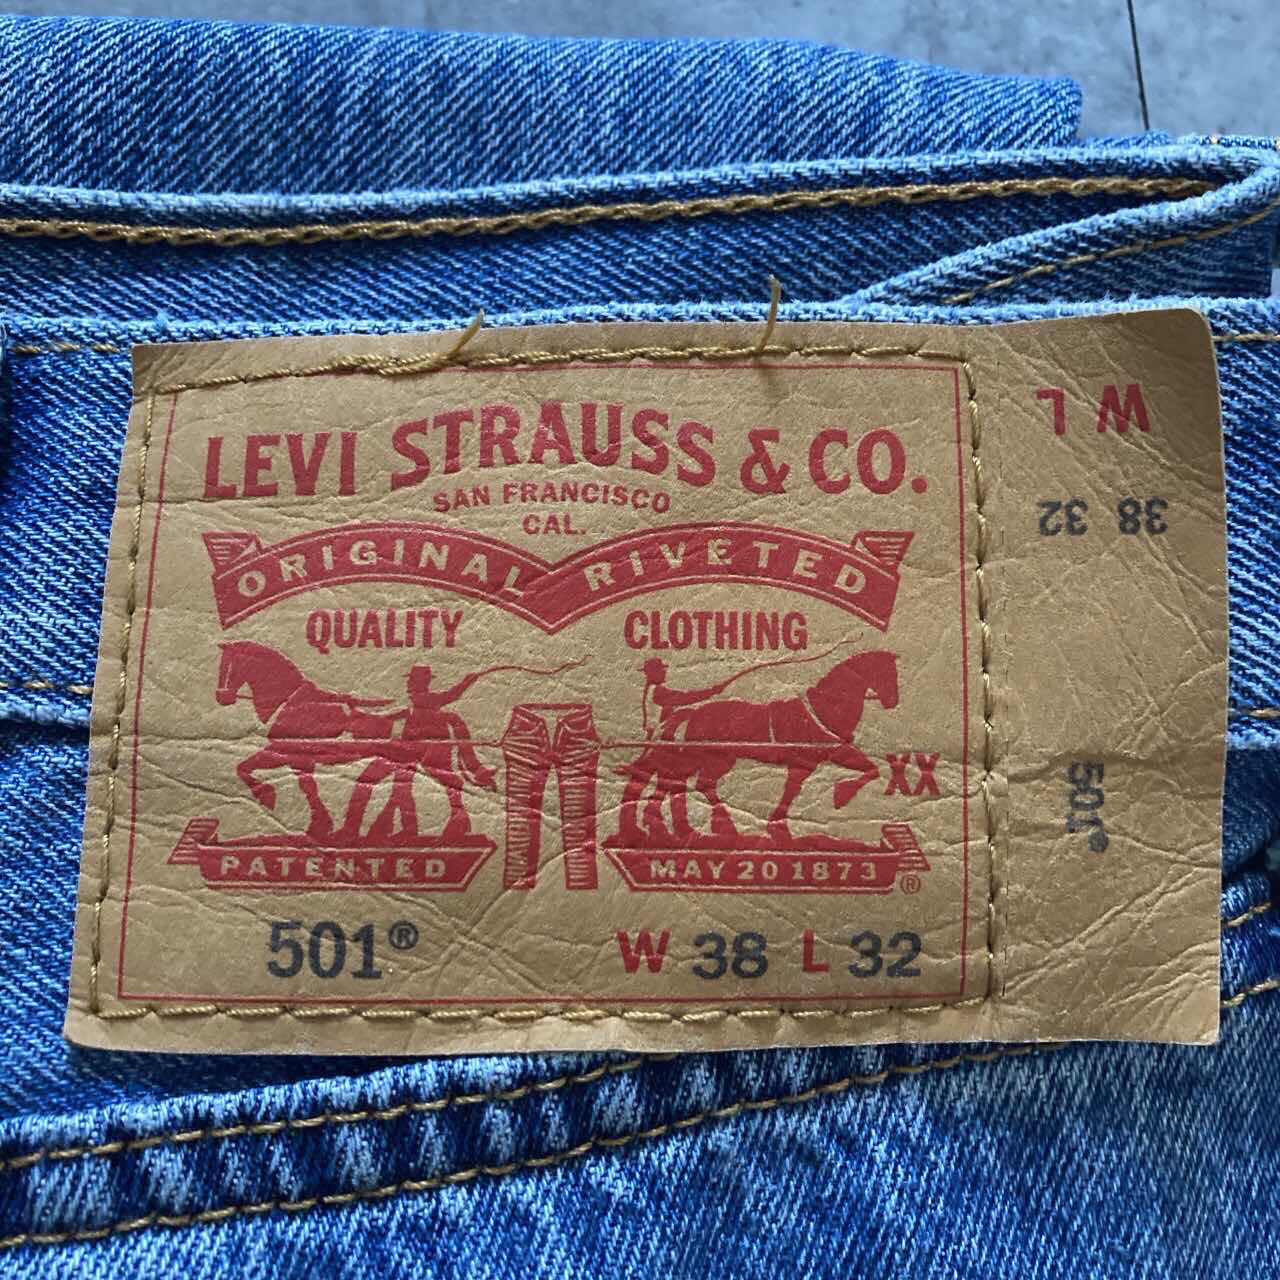 LEVI STRAUSS & CO.
SAN FRANCISCO
CAL.
ORIGINAL RIVETED
QUALITY CLOTHING
XX
PATENTED MAY 20 1873 ®
501® W 38 L 32
W L
38 32
501®